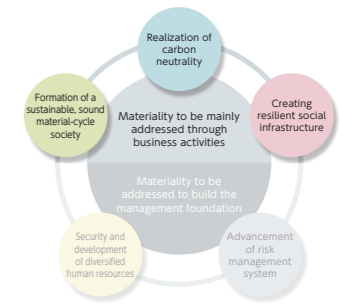 Realization of
carbon
neutrality
Formation of a
sustainable, sound
material-cycle
society
Creating
resilient social
infrastructure
Materiality to be mainly
addressed through
business activities
Materiality to be
addressed to build the
management foundation
Security and
development
of diversified
human resources
Advancement
of risk
management
system